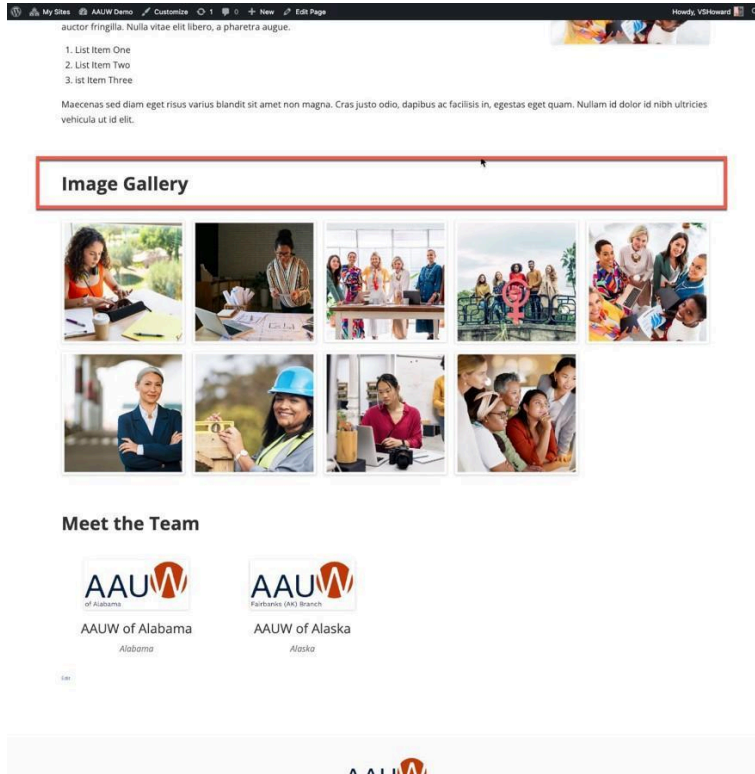 My Sites AAUW Demo Customize 1 0 New Edit Page Howdy, VSHoward
auctor fringilla. Nulla vitae elit libero, a pharetra augue.
1. List Item One
2. List Item Two
3. ist Item Three
Maecenas sed diam eget risus varius blandit sit amet non magna. Cras justo odio, dapibus ac facilisis in, egestas eget quam. Nullam id dolor id nibh ultricies
vehicula ut id elit.
Image Gallery
Meet the Team
AAUW
of Alabama
AAUW
Fairbanks (AK) Branch
AAUW of Alabama
AAUW of Alaska
Alabama
Alaska
AAUW